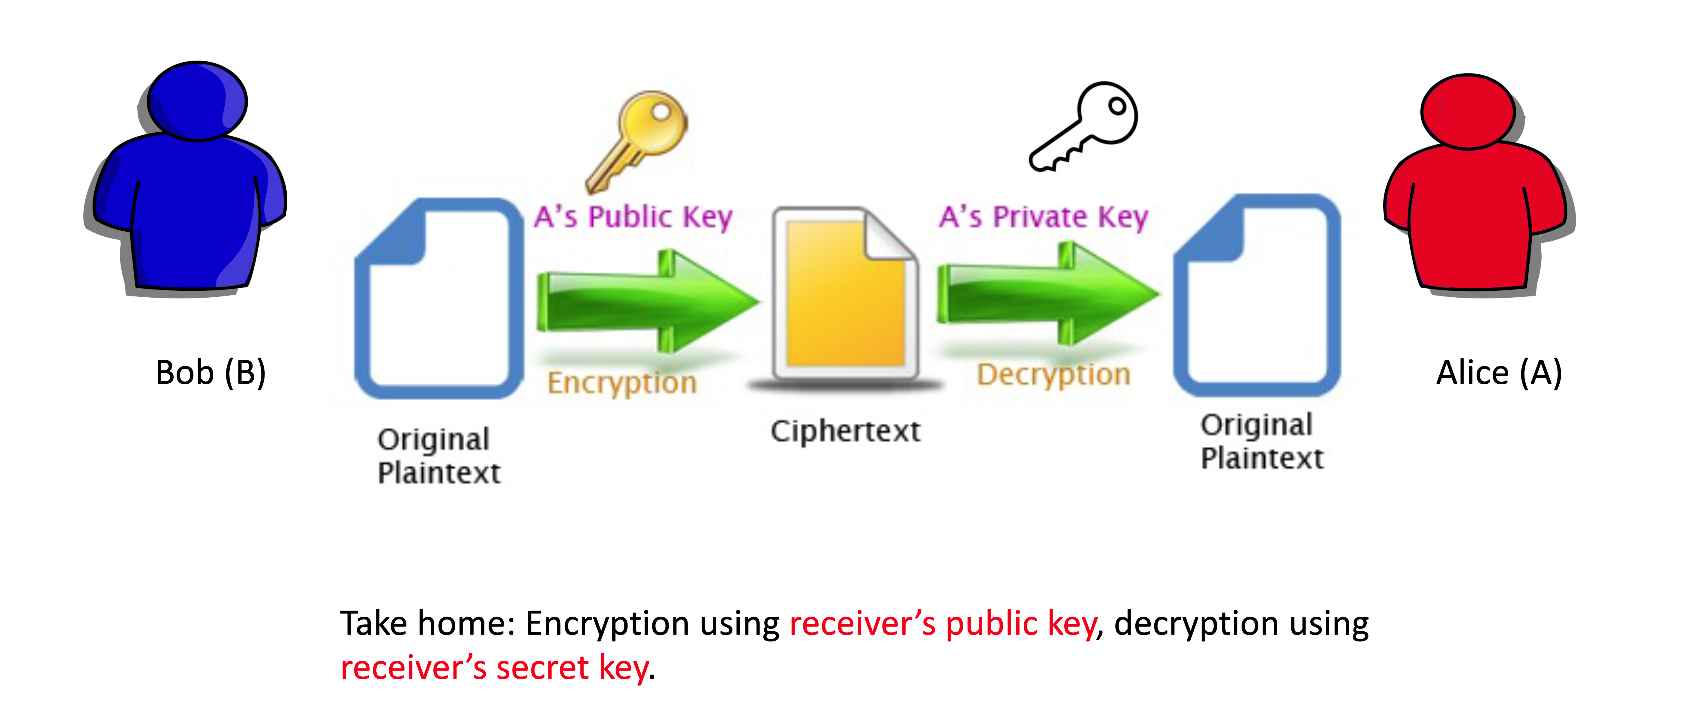 A's Public Key
A's Private Key
Encryption
Decryption
Bob (B)
Alice (A)
Original
Plaintext
Ciphertext
Original
Plaintext
Take home: Encryption using receiver's public key, decryption using
receiver's secret key.